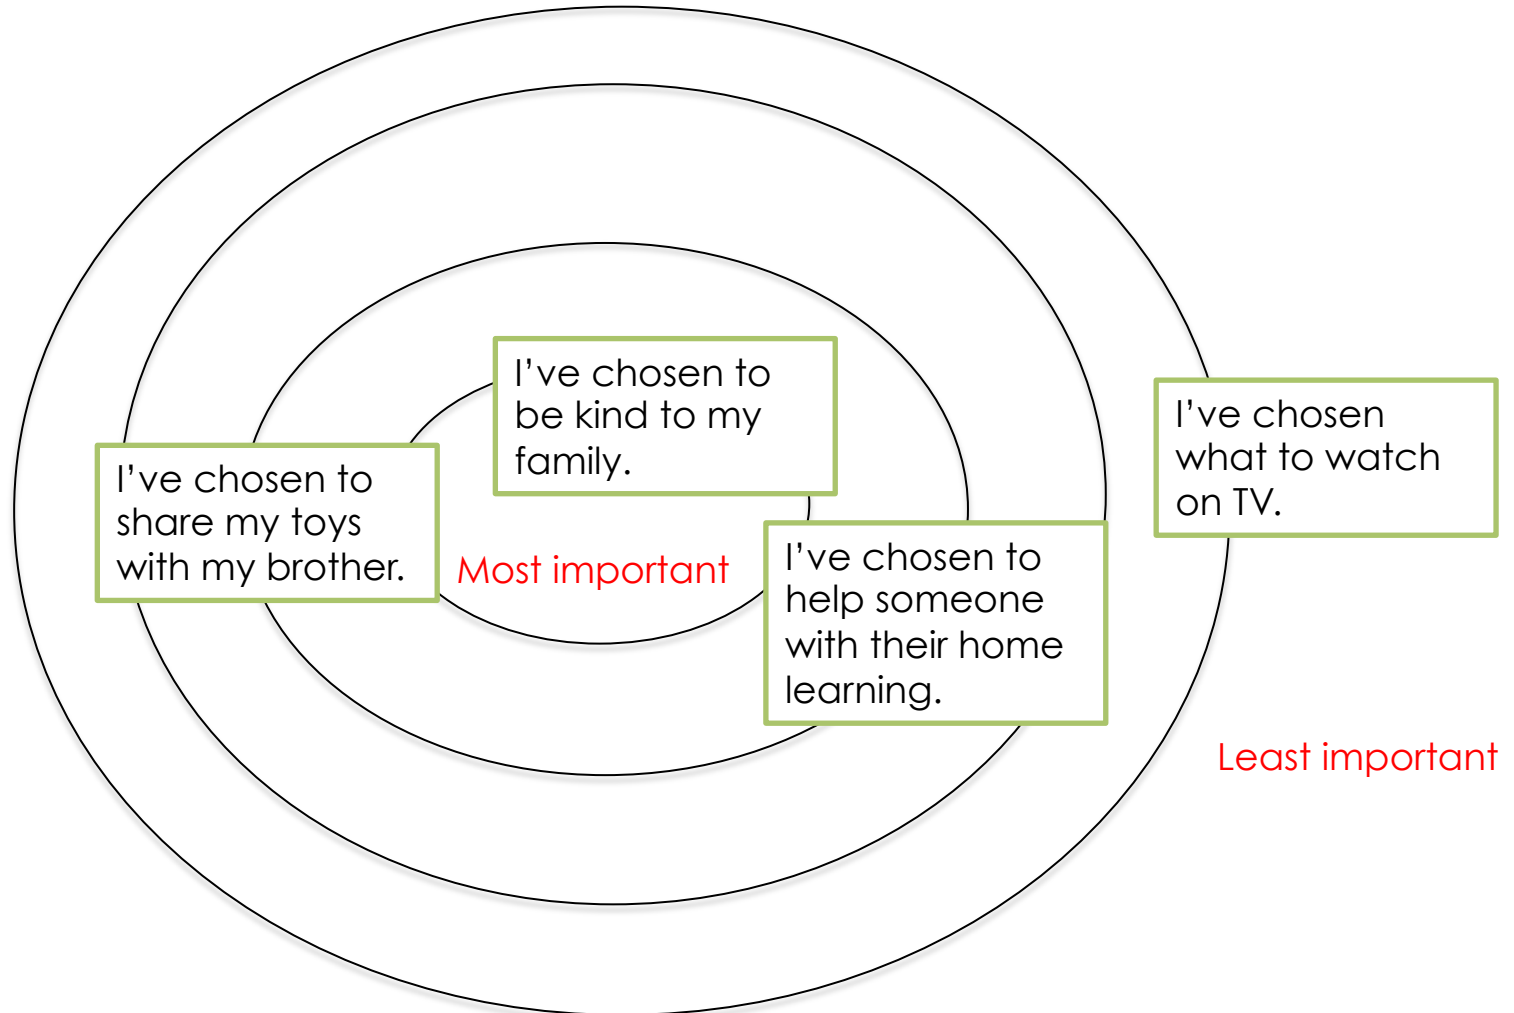 I've chosen to
be kind to my
family.
I've chosen to
share my toys
with my brother.
Most important
I've chosen to
help someone
with their home
learning.
I've chosen
what to watch
on TV.
Least important